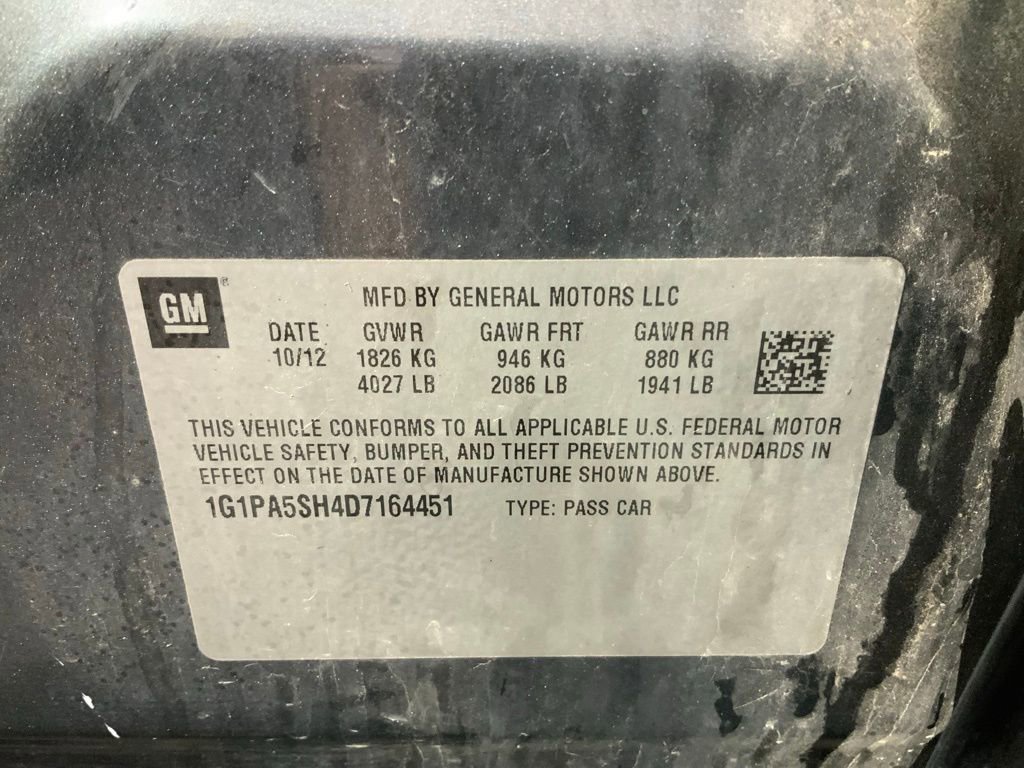 GM®
MFD BY GENERAL MOTORS LLC
DATE GVWR GAWR FRT GAWR RR
10/12 1826 KG 946 KG 880 KG
4027 LB 2086 LB 1941 LB
THIS VEHICLE CONFORMS TO ALL APPLICABLE U.S. FEDERAL MOTOR
VEHICLE SAFETY, BUMPER, AND THEFT PREVENTION STANDARDS IN
EFFECT ON THE DATE OF MANUFACTURE SHOWN ABOVE.
1G1PA5SH4D7164451 TYPE: PASS CAR